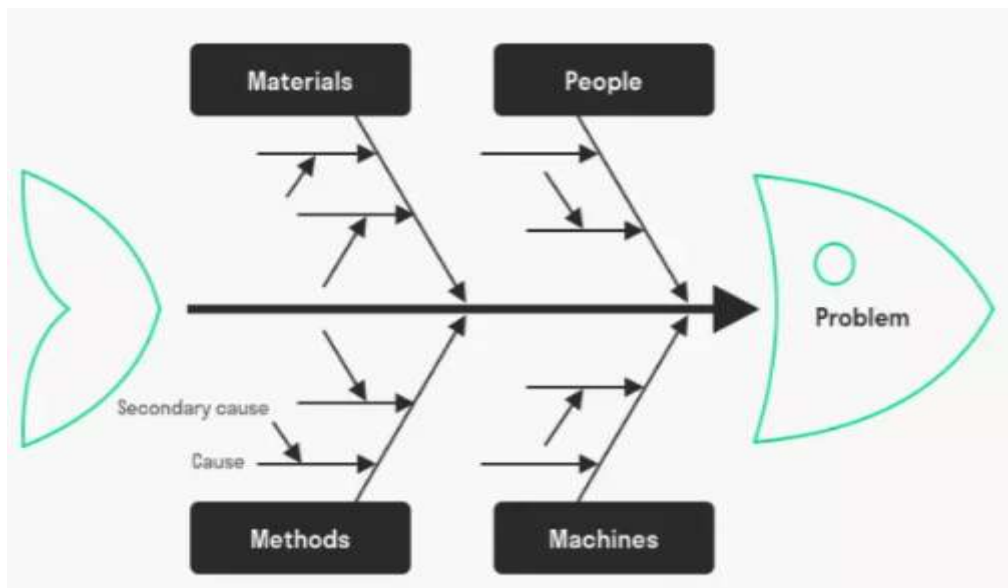 Materials
People
Problem
Secondary cause
Cause
Methods
Machines